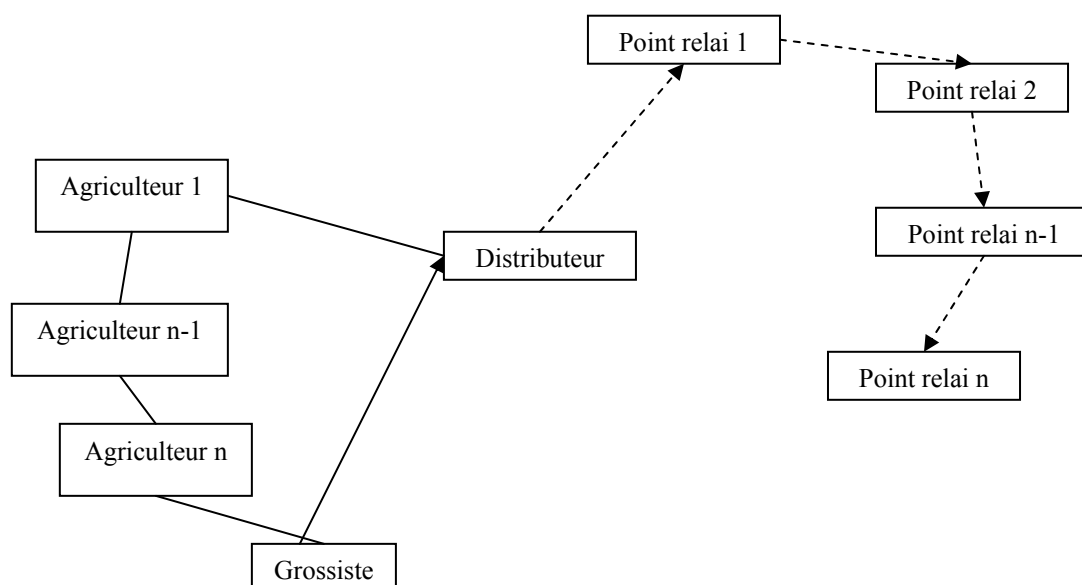 Point relai 1
Point relai 2
Agriculteur 1
Point relai n-1
Distributeur
Agriculteur n-1
Point relai n
Agriculteur n
Grossiste